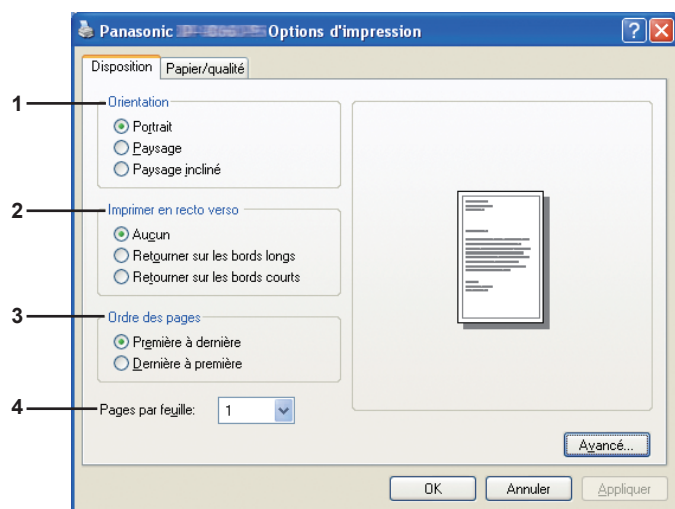 Panasonic Options d'impression
Disposition Papier/qualité
1 Orientation
Portrait
Paysage
Paysage incliné
2 Imprimer en recto verso
Aucun
Retourner sur les bords longs
Retourner sur les bords courts
3 Ordre des pages
Première à dernière
Dernière à première
4 Pages par feuille: 1
Avancé...
OK Annuler Appliquer